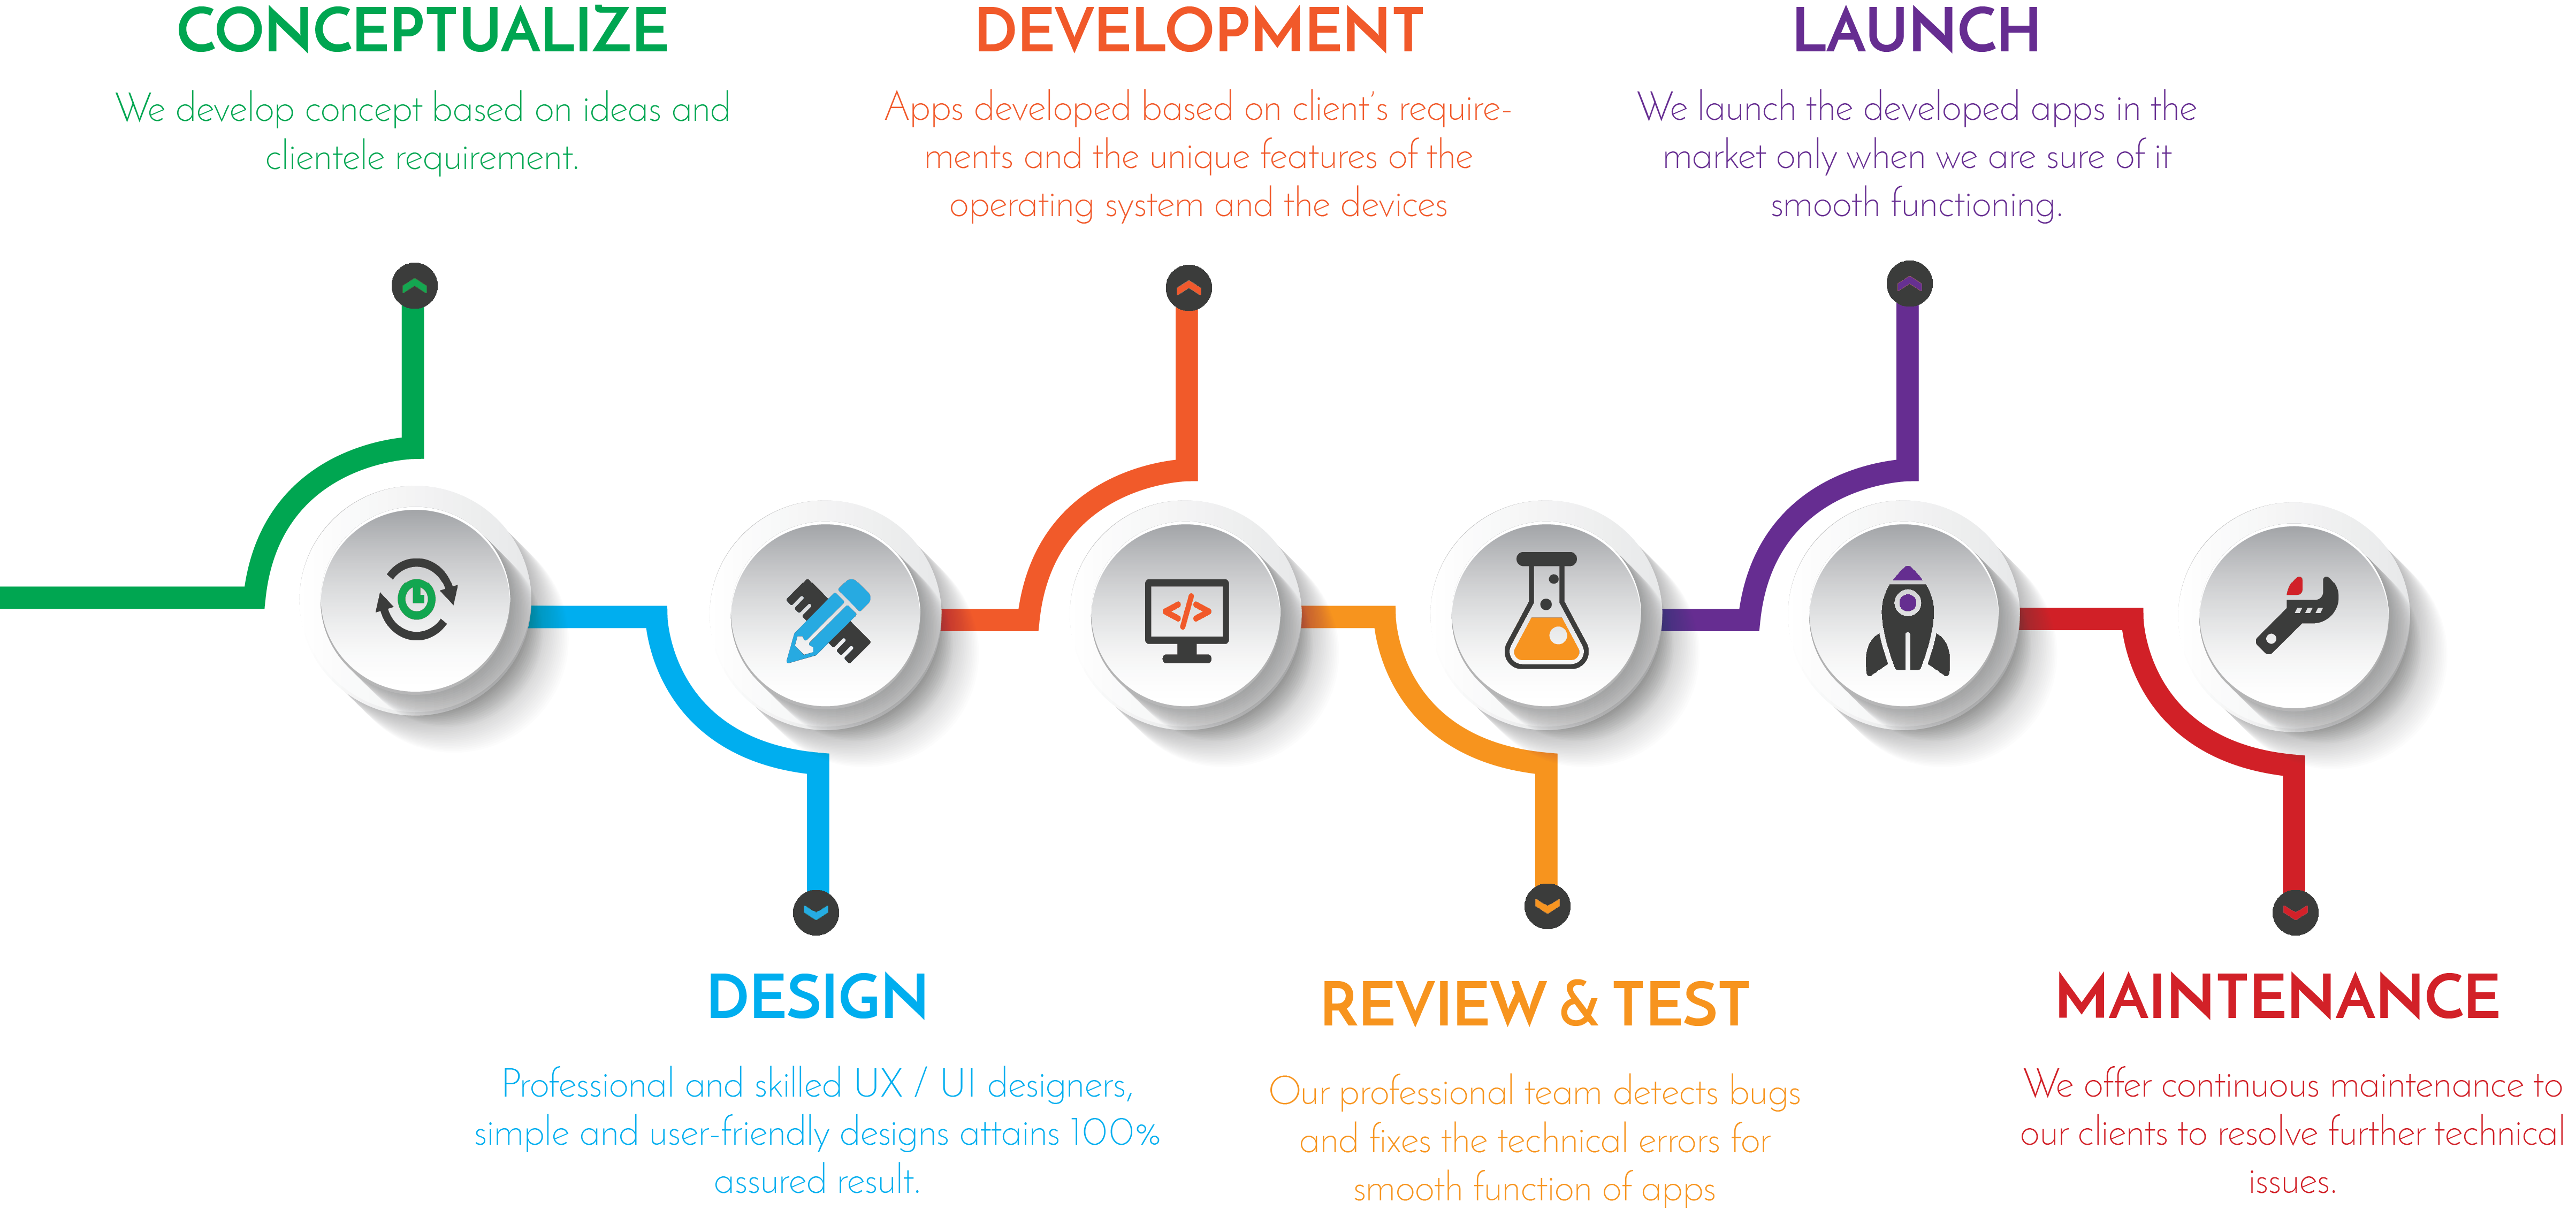 CONCEPTUALIZE
We develop concept based on ideas and
clientele requirement.
DESIGN
Professional and skilled UX / UI designers,
simple and user-friendly designs attains 100%
assured result.
DEVELOPMENT
Apps developed based on client's require-
ments and the unique features of the
operating system and the devices
</>
REVIEW & TEST
Our professional team detects bugs
and fixes the technical errors for
smooth function of apps
LAUNCH
We launch the developed apps in the
market only when we are sure of it
smooth functioning.
MAINTENANCE
We offer continuous maintenance to
our clients to resolve further technical
issues.